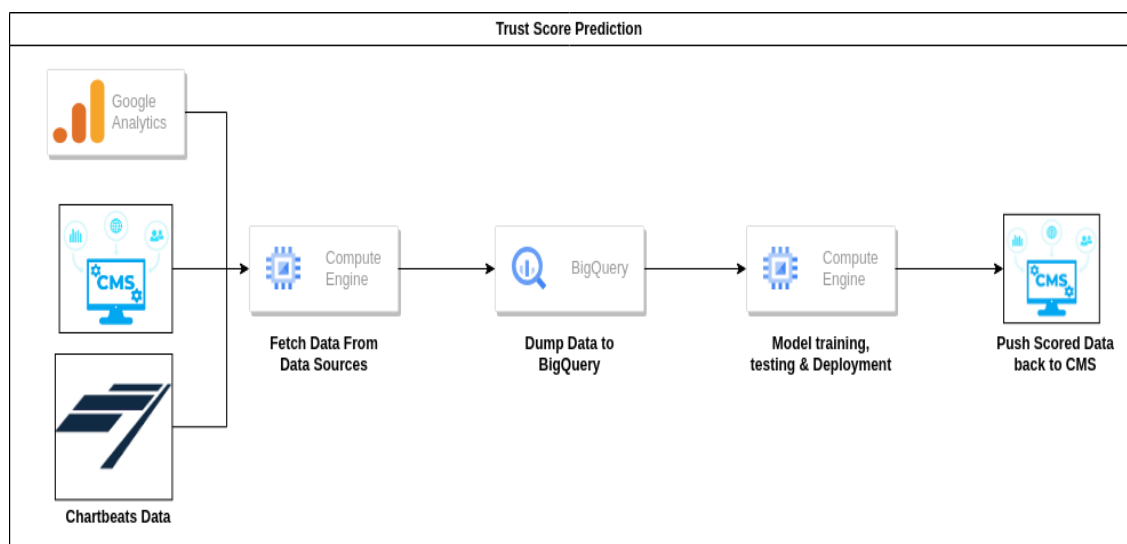 Trust Score Prediction
Google
Analytics
CMS
Chartbeats Data
Compute
Engine
Fetch Data From
Data Sources
BigQuery
Dump Data to
BigQuery
Compute
Engine
Model training,
testing & Deployment
CMS
Push Scored Data
back to CMS